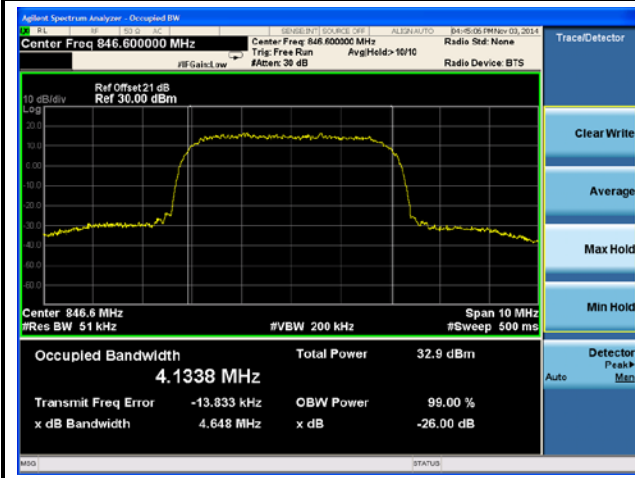 Agilent Spectrum Analyzer - Occupied BW
RL RF 50 Ω AC SENSE:INT SOURCE OFF ALIGN AUTO 04:45:06 PM Nov 03, 2014
Center Freq 846.600000 MHz
Center Freq: 846.600000 MHz
Radio Std: None
Trig: Free Run Avg|Hold:>10/10
#IFGain:Low #Atten: 30 dB
Radio Device: BTS
Trace/Detector
Ref Offset 21 dB
10 dB/div Ref 30.00 dBm
Log
20.0
10.0
0.00
-10.0
-20.0
-30.0
-40.0
-50.0
-60.0
Clear Write
Average
Max Hold
Min Hold
Center 846.6 MHz
Span 10 MHz
#Res BW 51 kHz #VBW 200 kHz #Sweep 500 ms
Detector
Peak▶
Auto Man
Occupied Bandwidth
4.1338 MHz
Total Power 32.9 dBm
Transmit Freq Error -13.833 kHz OBW Power 99.00 %
x dB Bandwidth 4.648 MHz x dB -26.00 dB
MSG STATUS